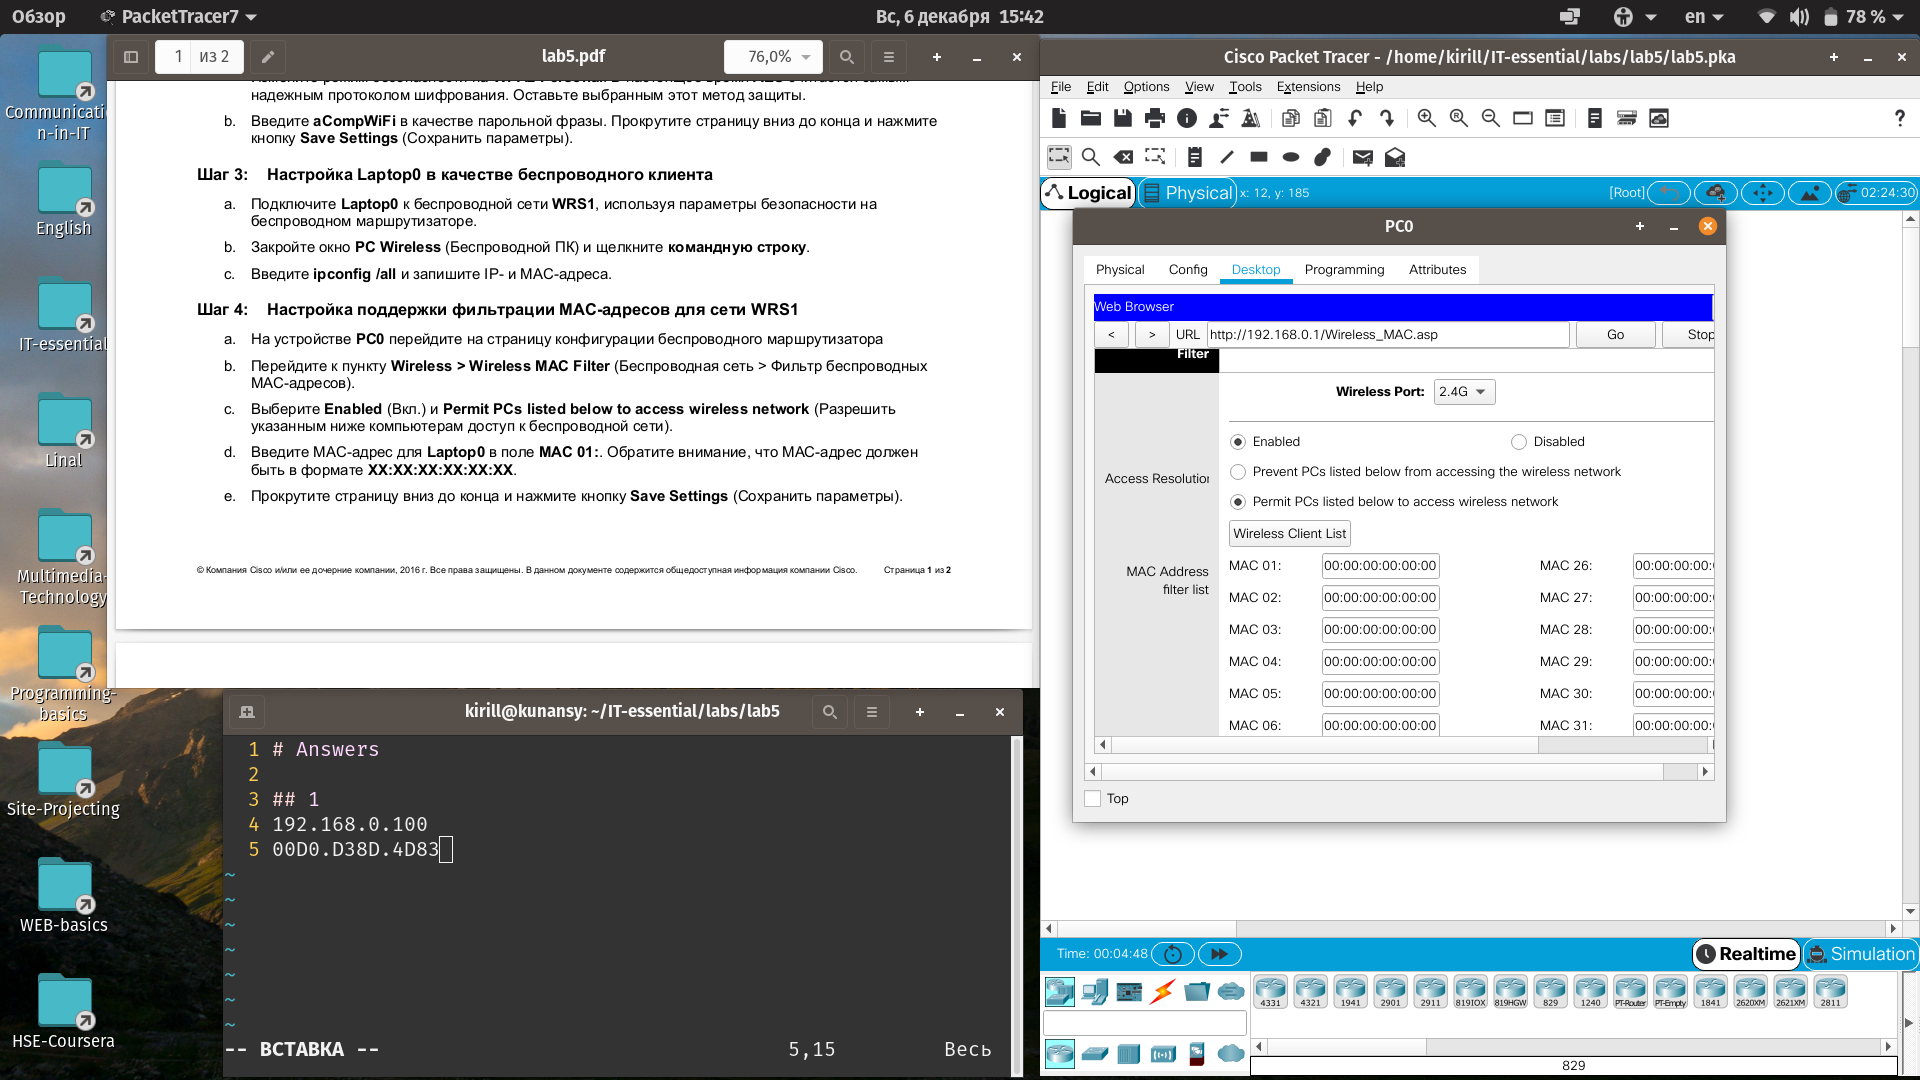 Обзор
PacketTracer7
Вс, 6 декабря 15:42
en
78 %
Communicati
n-in-IT
English
IT-essential
Linal
Multimedia-
Technology
Programming-
basics
Site-Projecting
WEB-basics
HSE-Coursera
1 из 2
lab5.pdf
76,0%
надежным протоколом шифрования. Оставьте выбранным этот метод защиты.
b. Введите aCompWiFi в качестве парольной фразы. Прокрутите страницу вниз до конца и нажмите
кнопку Save Settings (Сохранить параметры).
Шаг 3: Настройка Laptop0 в качестве беспроводного клиента
a. Подключите Laptop0 к беспроводной сети WRS1, используя параметры безопасности на
беспроводном маршрутизаторе.
b. Закройте окно PC Wireless (Беспроводной ПК) и щелкните командную строку.
c. Введите ipconfig /all и запишите IP- и MAC-адреса.
Шаг 4: Настройка поддержки фильтрации MAC-адресов для сети WRS1
a. На устройстве PC0 перейдите на страницу конфигурации беспроводного маршрутизатора
b. Перейдите к пункту Wireless > Wireless MAC Filter (Беспроводная сеть > Фильтр беспроводных
MAC-адресов).
c. Выберите Enabled (Вкл.) и Permit PCs listed below to access wireless network (Разрешить
указанным ниже компьютерам доступ к беспроводной сети).
d. Введите MAC-адрес для Laptop0 в поле MAC 01:. Обратите внимание, что MAC-адрес должен
быть в формате XX:XX:XX:XX:XX:XX.
e. Прокрутите страницу вниз до конца и нажмите кнопку Save Settings (Сохранить параметры).
© Компания Cisco и/или ее дочерние компании, 2016 г. Все права защищены. В данном документе содержится общедоступная информация компании Cisco. Страница 1 из 2
kirill@kunansy: ~/IT-essential/labs/lab5
1 # Answers
2
3 ## 1
4 192.168.0.100
5 00D0.D38D.4D83
~
~
~
~
~
~
~
-- ВСТАВКА -- 5,15 Весь
Cisco Packet Tracer - /home/kirill/IT-essential/labs/lab5/lab5.pka
File Edit Options View Tools Extensions Help
?
Logical Physical x: 12, y: 185 [Root] 02:24:30
PC0
Physical Config Desktop Programming Attributes
Web Browser
< > URL http://192.168.0.1/Wireless_MAC.asp Go Stop
Filter
Wireless Port: 2.4G
Enabled Disabled
Prevent PCs listed below from accessing the wireless network
Access Resolution
Permit PCs listed below to access wireless network
Wireless Client List
MAC Address
filter list
MAC 01: 00:00:00:00:00:00 MAC 26: 00:00:00:00:
MAC 02: 00:00:00:00:00:00 MAC 27: 00:00:00:00:
MAC 03: 00:00:00:00:00:00 MAC 28: 00:00:00:00:
MAC 04: 00:00:00:00:00:00 MAC 29: 00:00:00:00:
MAC 05: 00:00:00:00:00:00 MAC 30: 00:00:00:00:
MAC 06: 00:00:00:00:00:00 MAC 31: 00:00:00:00:
Top
Time: 00:04:48
Realtime Simulation
4331 4321 1941 2901 2911 819IOX 819HGW 829 1240 PT-Router PT-Empty 1841 2620XM 2621XM 2811
829